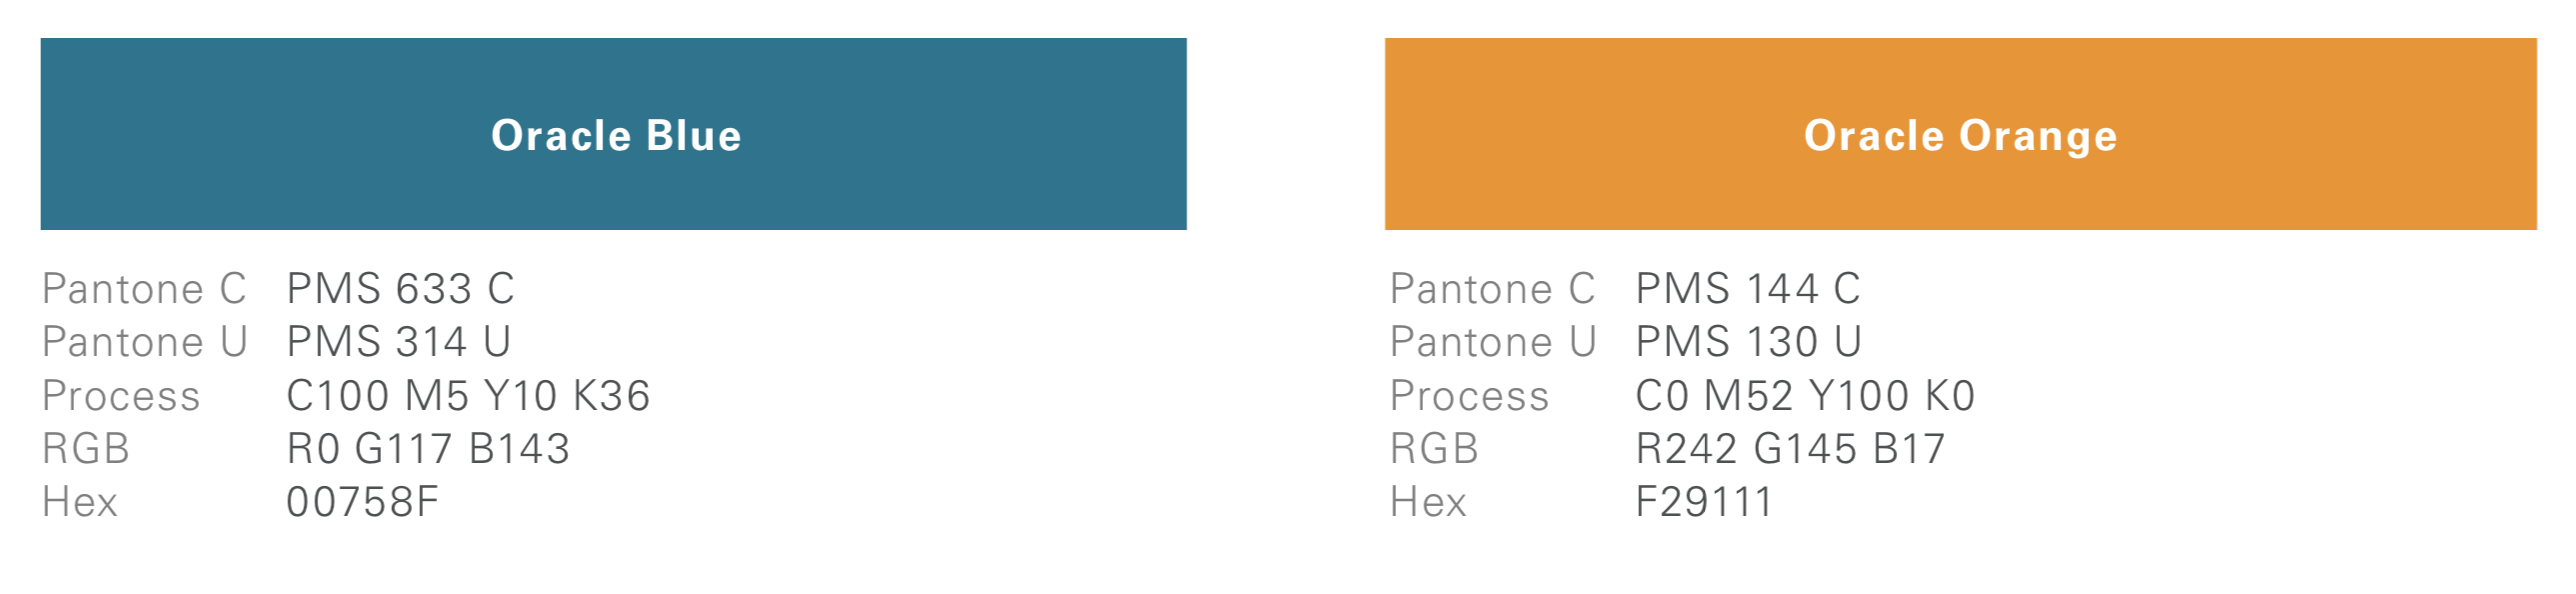 Oracle Blue
Pantone C PMS 633 C
Pantone U PMS 314 U
Process C100 M5 Y10 K36
RGB R0 G117 B143
Hex 00758F
Oracle Orange
Pantone C PMS 144 C
Pantone U PMS 130 U
Process C0 M52 Y100 K0
RGB R242 G145 B17
Hex F29111